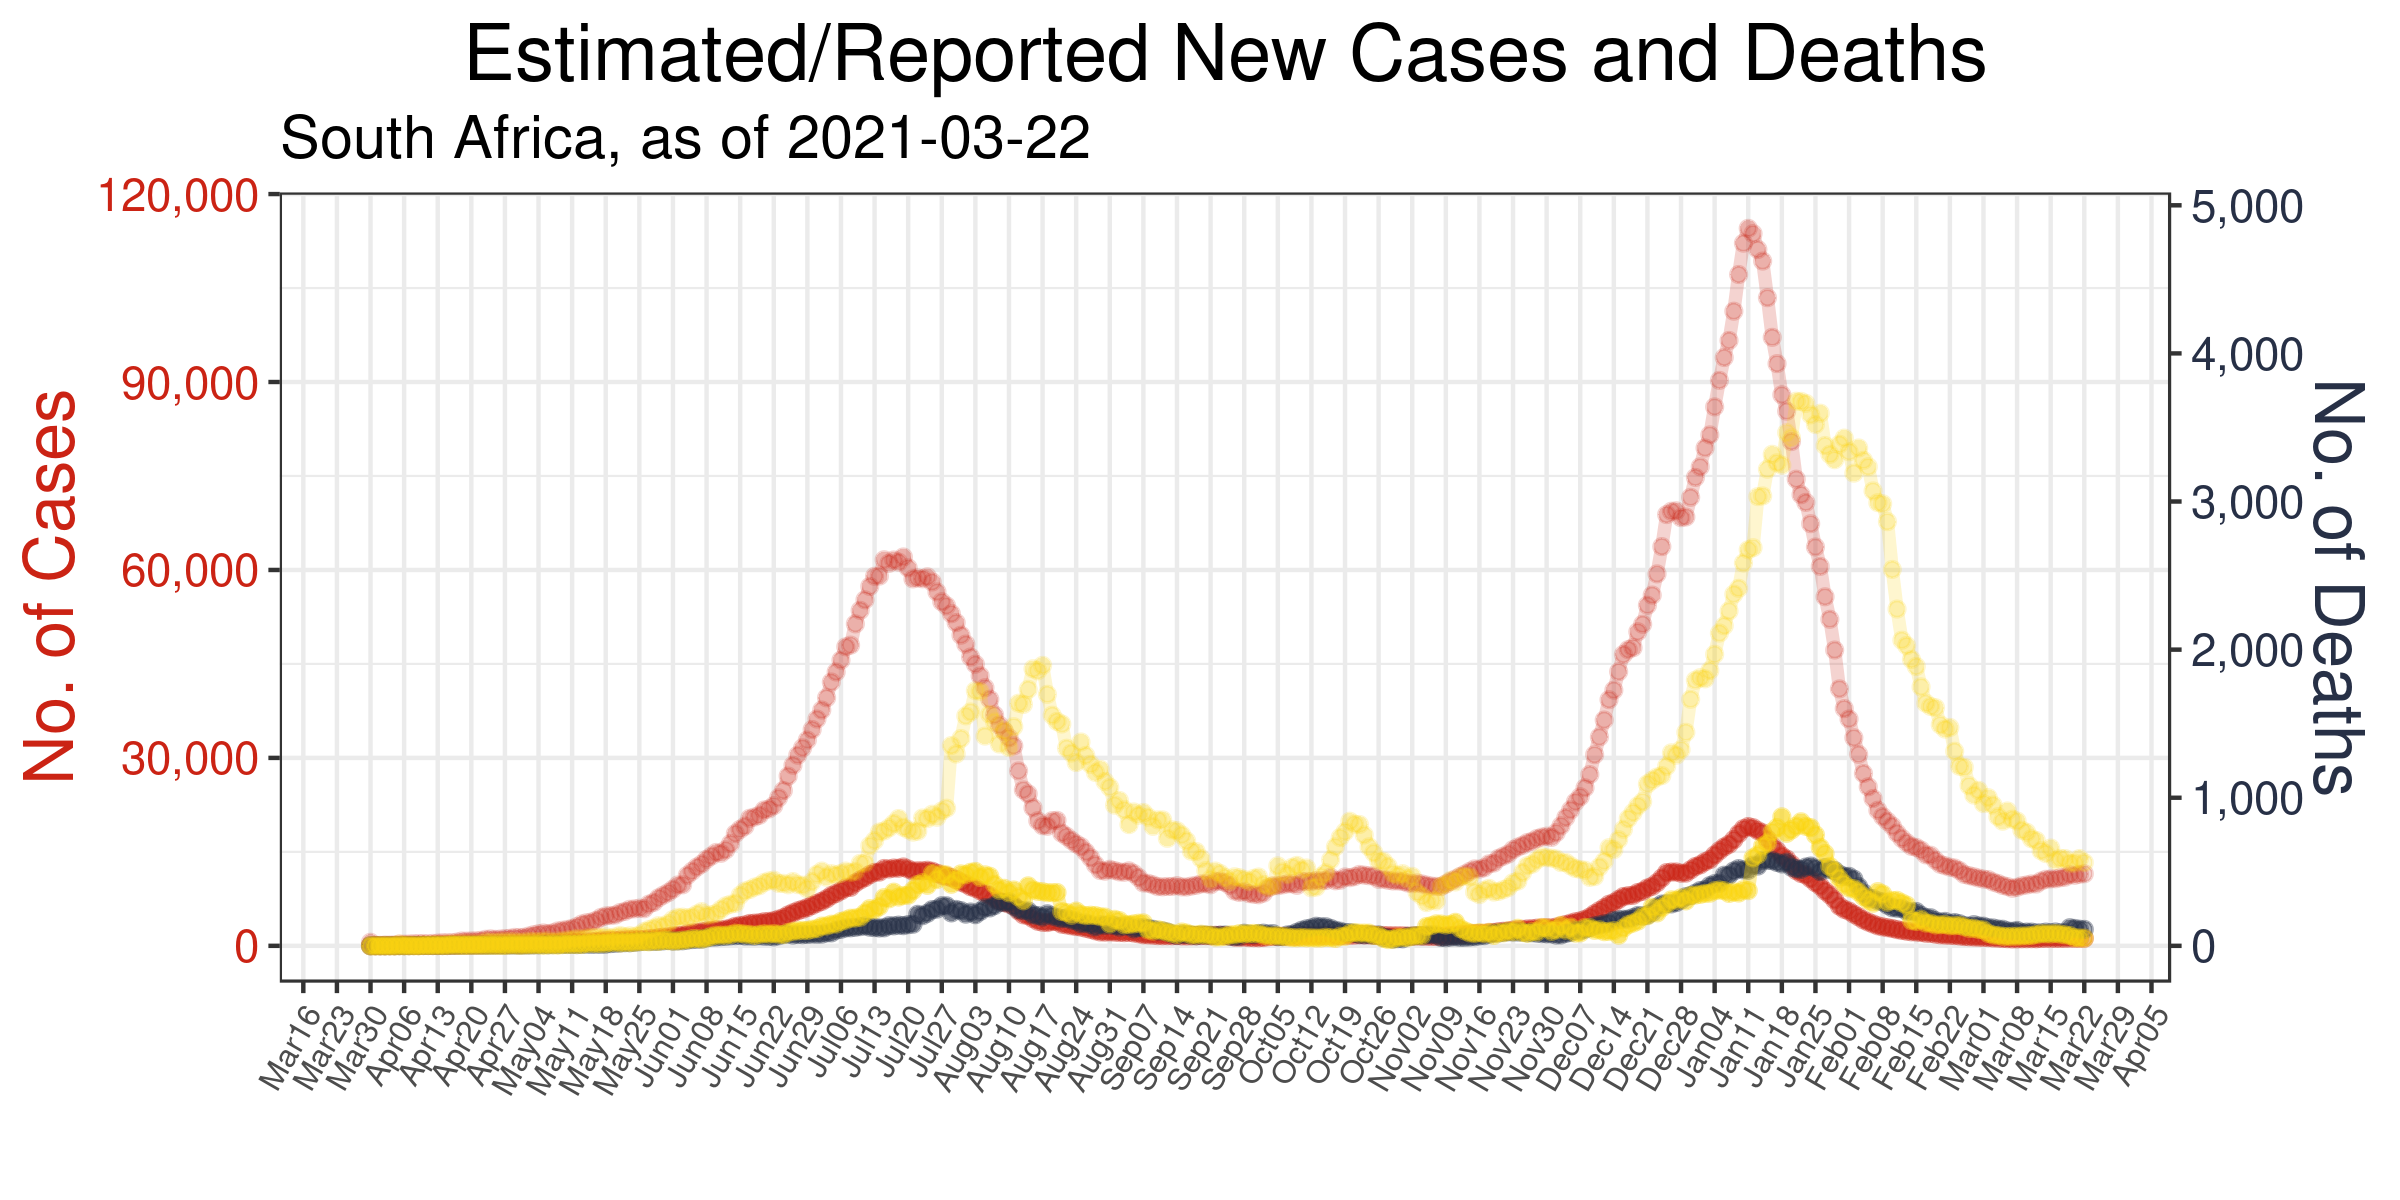 Estimated/Reported New Cases and Deaths
South Africa, as of 2021-03-22
No. of Cases
120,000
90,000
60,000
30,000
0
5,000
4,000
3,000
2,000
1,000
0
No. of Deaths
Mar16
Mar23
Mar30
Apr06
Apr13
Apr20
Apr27
May04
May11
May18
May25
Jun01
Jun08
Jun15
Jun22
Jun29
Jul06
Jul13
Jul20
Jul27
Aug03
Aug10
Aug17
Aug24
Aug31
Sep07
Sep14
Sep21
Sep28
Oct05
Oct12
Oct19
Oct26
Nov02
Nov09
Nov16
Nov23
Nov30
Dec07
Dec14
Dec21
Dec28
Jan04
Jan11
Jan18
Jan25
Feb01
Feb08
Feb15
Feb22
Mar01
Mar08
Mar15
Mar22
Mar29
Apr05